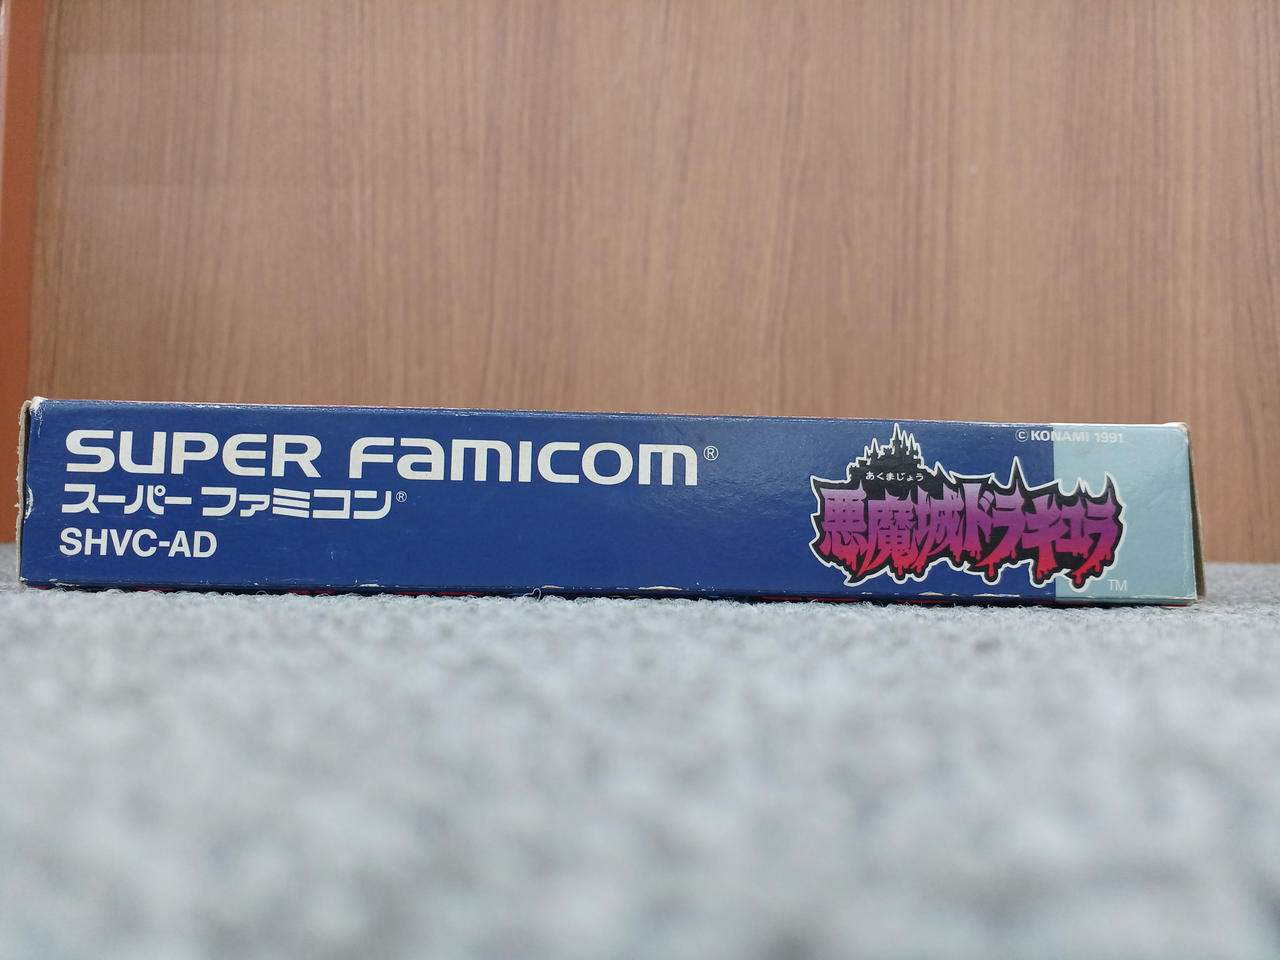 SUPER FAMICOM®
スーパーファミコン®
SHVC-AD
© KONAMI 1991
あくまじょう
悪魔城ドラキュラ
TM